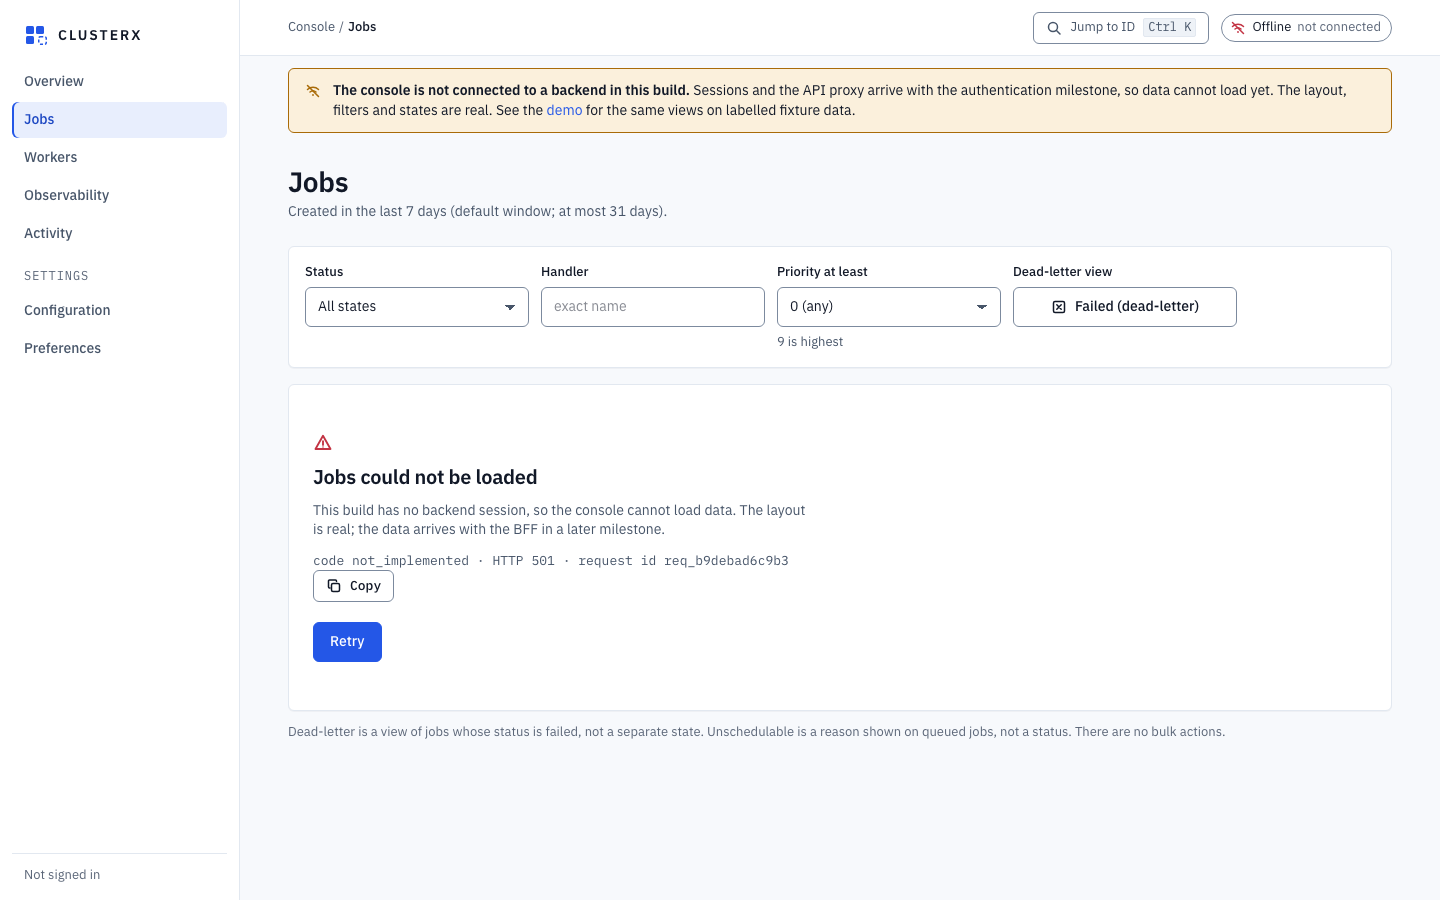 CLUSTERX
Overview
Jobs
Workers
Observability
Activity
SETTINGS
Configuration
Preferences
Not signed in
Console / Jobs
Jump to ID Ctrl K
Offline not connected
The console is not connected to a backend in this build. Sessions and the API proxy arrive with the authentication milestone, so data cannot load yet. The layout,
filters and states are real. See the demo for the same views on labelled fixture data.
Jobs
Created in the last 7 days (default window; at most 31 days).
Status
All states
Handler
exact name
Priority at least
0 (any)
9 is highest
Dead-letter view
Failed (dead-letter)
Jobs could not be loaded
This build has no backend session, so the console cannot load data. The layout
is real; the data arrives with the BFF in a later milestone.
code not_implemented · HTTP 501 · request id req_b9debad6c9b3
Copy
Retry
Dead-letter is a view of jobs whose status is failed, not a separate state. Unschedulable is a reason shown on queued jobs, not a status. There are no bulk actions.